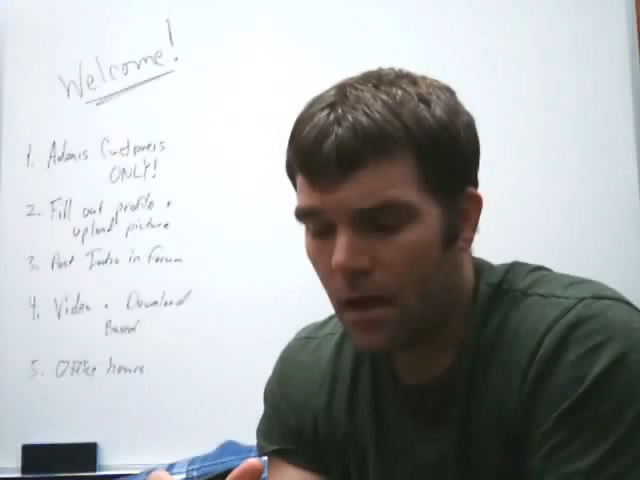 Welcome!
1. Adonis Customers
ONLY!
2. Fill out profile +
upload picture
3. Post Intro in Forum
4. Video + Download
Based
5. Office hours